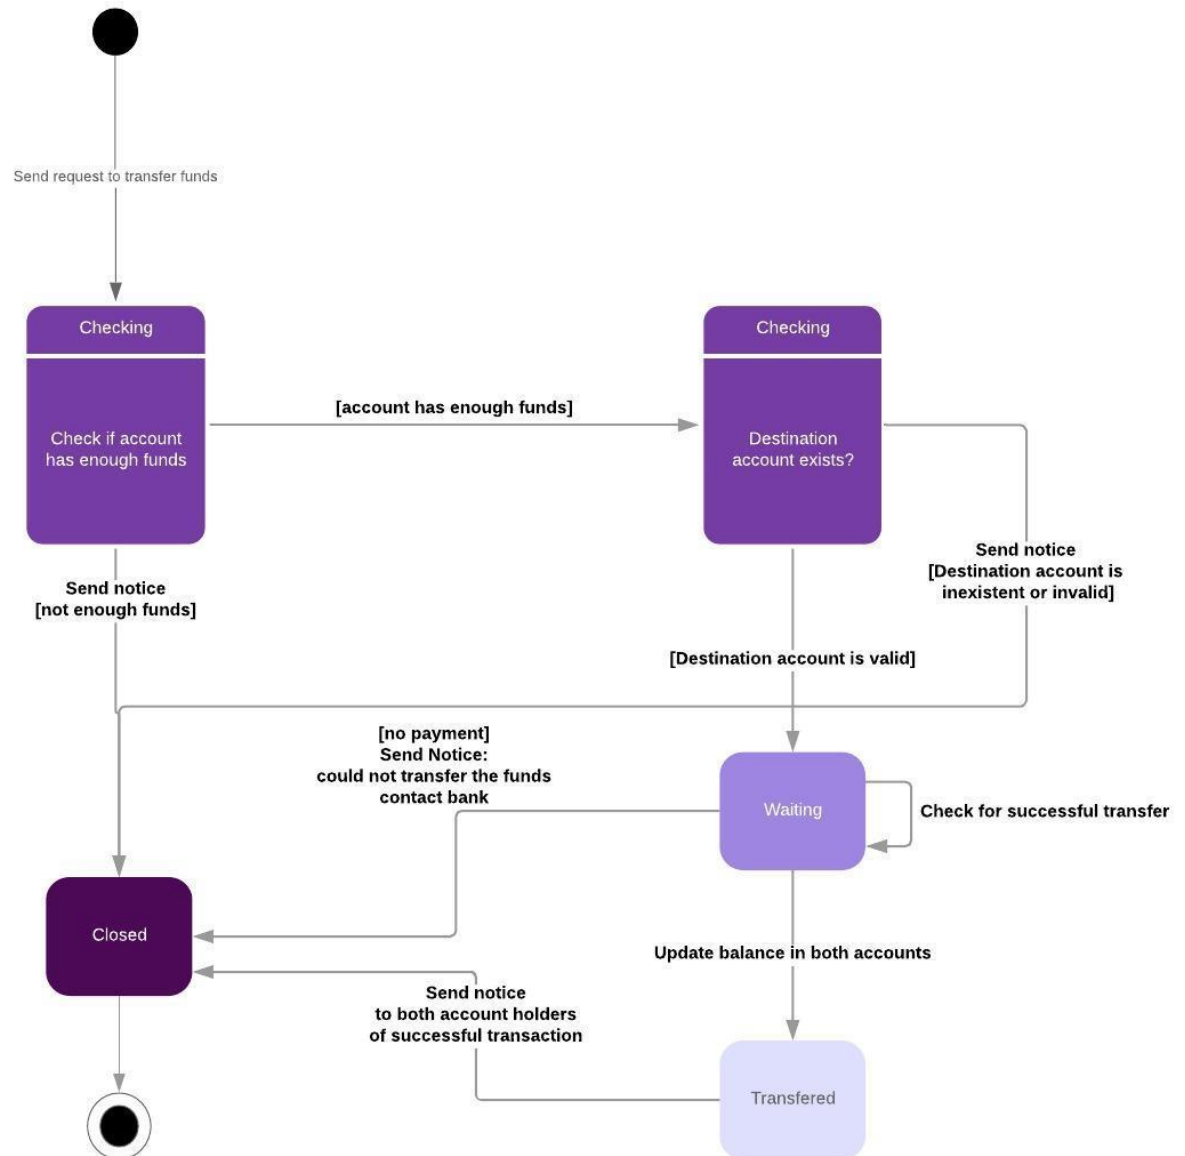 Send request to transfer funds
Checking
Check if account
has enough funds
[account has enough funds]
Checking
Destination
account exists?
Send notice
[not enough funds]
Send notice
[Destination account is
inexistent or invalid]
[Destination account is valid]
[no payment]
Send Notice:
could not transfer the funds
contact bank
Waiting
Check for successful transfer
Closed
Update balance in both accounts
Send notice
to both account holders
of successful transaction
Transfered